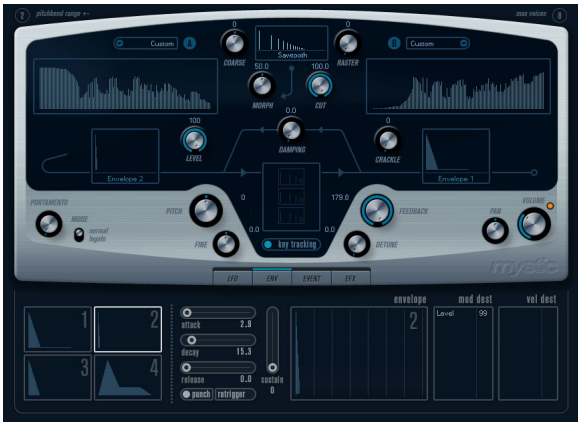 2 pitchbend range +- max voices 8
0 0
Custom A B Custom
COARSE Sawtooth RASTER
50.0 100.0
MORPH CUT
100 0.0 0
LEVEL DAMPING CRACKLE
Envelope 2 Envelope 1
PORTAMENTO MODE PITCH 0 179.8 FEEDBACK PAN VOLUME
normal
legato
FINE 0.0 0.0 DETUNE
key tracking
mystic
LFO ENV EVENT EFX
envelope mod dest vel dest
1 2 2 Level 99
attack 2.9
decay 15.3
3 4
release 0.0 sustain
punch retrigger 0